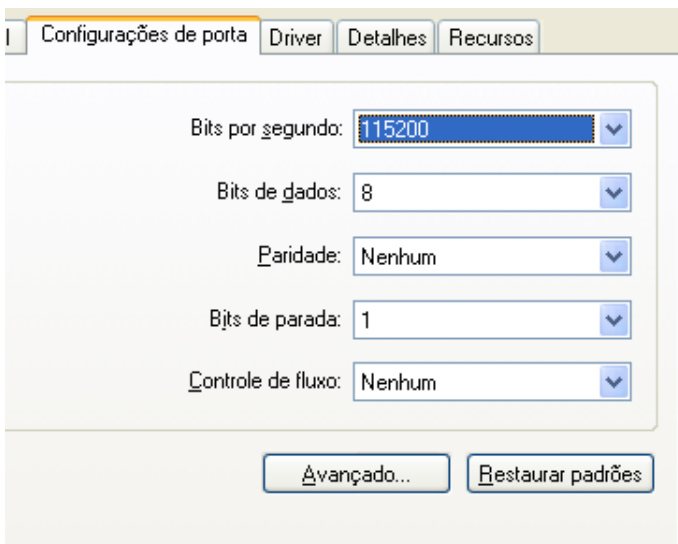 l Configurações de porta Driver Detalhes Recursos
Bits por segundo: 115200
Bits de dados: 8
Paridade: Nenhum
Bits de parada: 1
Controle de fluxo: Nenhum
Avançado... Restaurar padrões